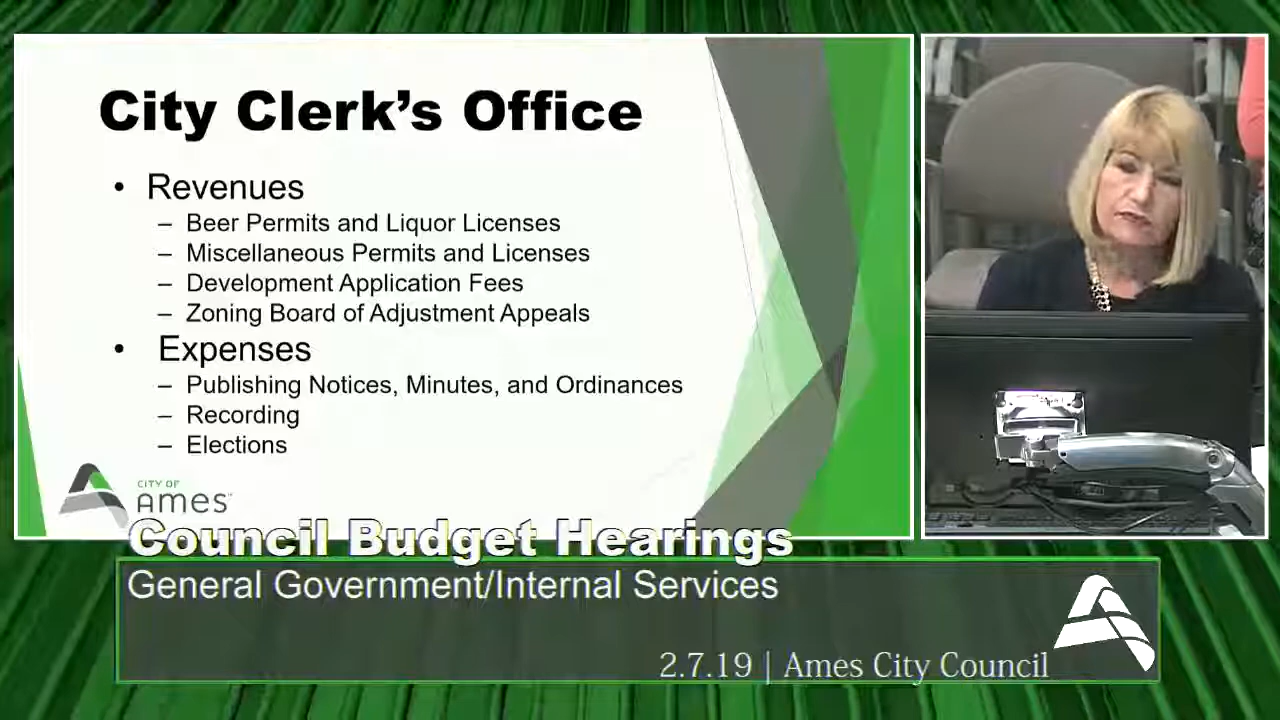 City Clerk's Office
• Revenues
– Beer Permits and Liquor Licenses
– Miscellaneous Permits and Licenses
– Development Application Fees
– Zoning Board of Adjustment Appeals
• Expenses
– Publishing Notices, Minutes, and Ordinances
– Recording
– Elections
CITY OF
AMES™
Council Budget Hearings
General Government/Internal Services
2.7.19 | Ames City Council